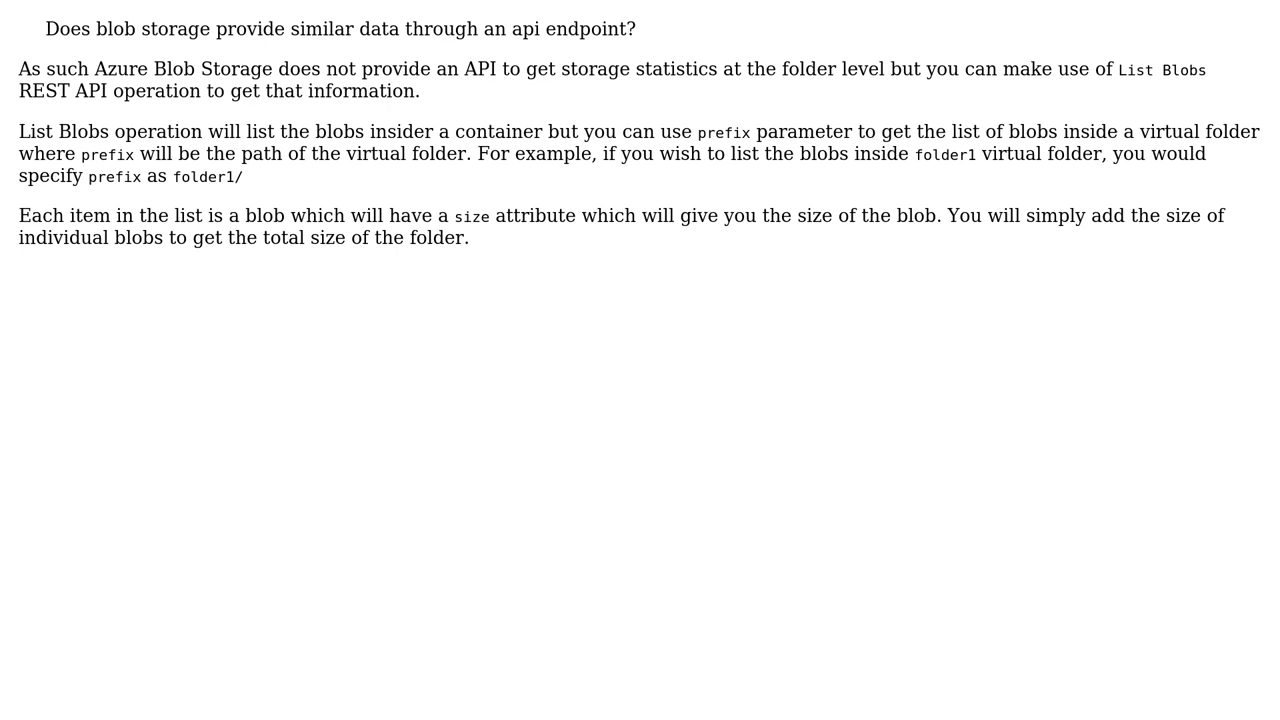 Does blob storage provide similar data through an api endpoint?
As such Azure Blob Storage does not provide an API to get storage statistics at the folder level but you can make use of List Blobs
REST API operation to get that information.
List Blobs operation will list the blobs insider a container but you can use prefix parameter to get the list of blobs inside a virtual folder
where prefix will be the path of the virtual folder. For example, if you wish to list the blobs inside folder1 virtual folder, you would
specify prefix as folder1/
Each item in the list is a blob which will have a size attribute which will give you the size of the blob. You will simply add the size of
individual blobs to get the total size of the folder.